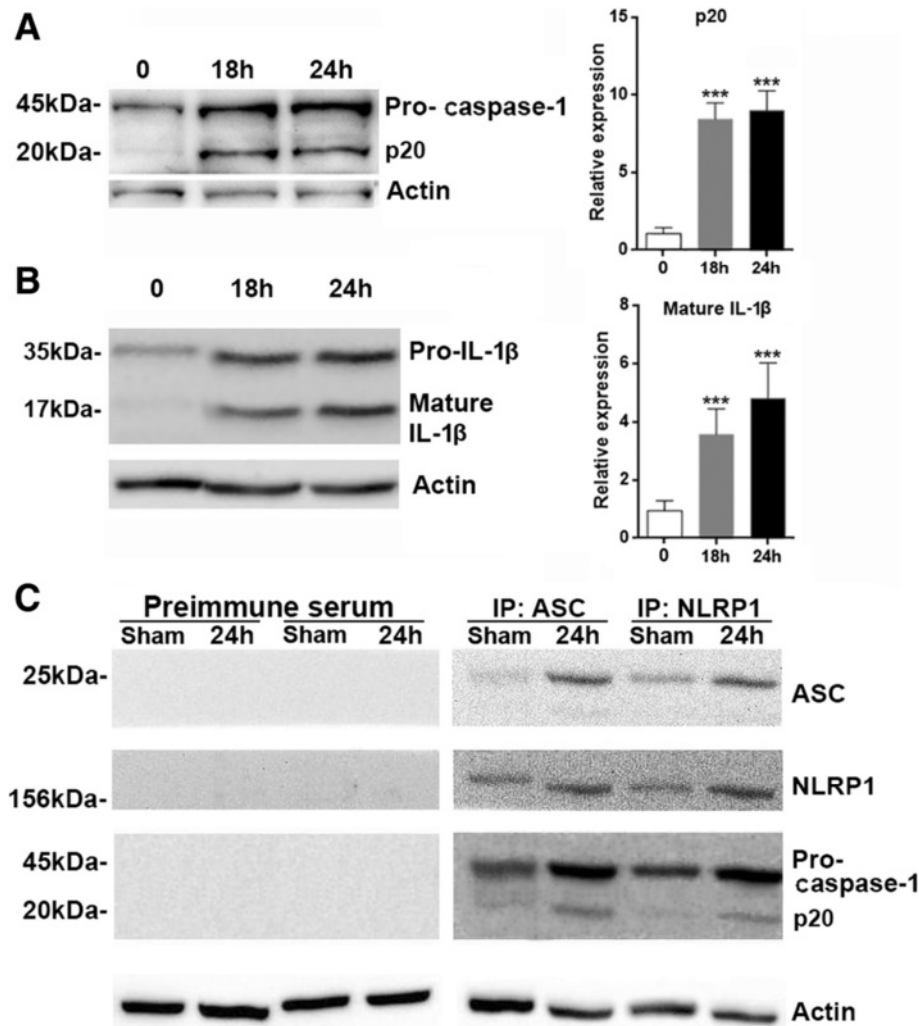 A
0 18h 24h
45kDa- Pro- caspase-1
20kDa- p20
Actin
p20
Relative expression
15
10
5
0
*** ***
0 18h 24h
B
0 18h 24h
35kDa- Pro-IL-1β
17kDa- Mature
IL-1β
Actin
Mature IL-1β
Relative expression
8
6
4
2
0
*** ***
0 18h 24h
C
Preimmune serum IP: ASC IP: NLRP1
Sham 24h Sham 24h Sham 24h Sham 24h
25kDa- ASC
NLRP1
156kDa-
45kDa- Pro-
caspase-1
20kDa- p20
Actin